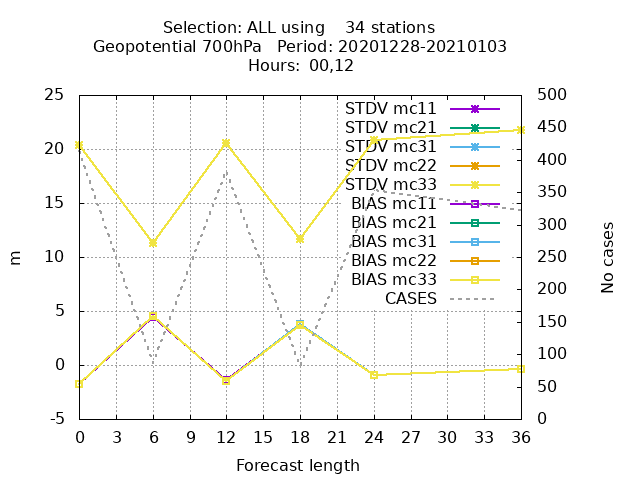 Selection: ALL using    34 stations
Geopotential 700hPa   Period: 20201228-20210103
Hours: 00,12
25
20
15
10
5
0
-5
m
500
450
400
350
300
250
200
150
100
50
0
No cases
STDV mc11
STDV mc21
STDV mc31
STDV mc22
STDV mc33
BIAS mc11
BIAS mc21
BIAS mc31
BIAS mc22
BIAS mc33
CASES
0 3 6 9 12 15 18 21 24 27 30 33 36
Forecast length